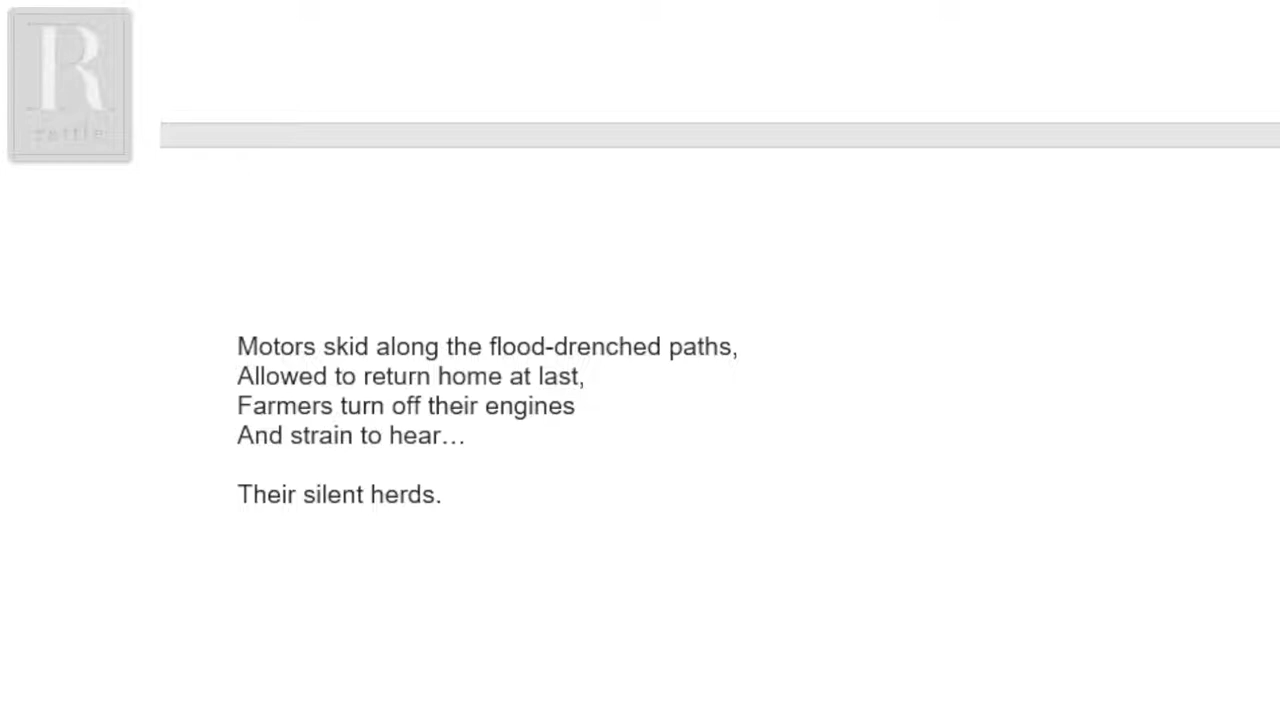 R
rattle
Motors skid along the flood-drenched paths,
Allowed to return home at last,
Farmers turn off their engines
And strain to hear…
Their silent herds.